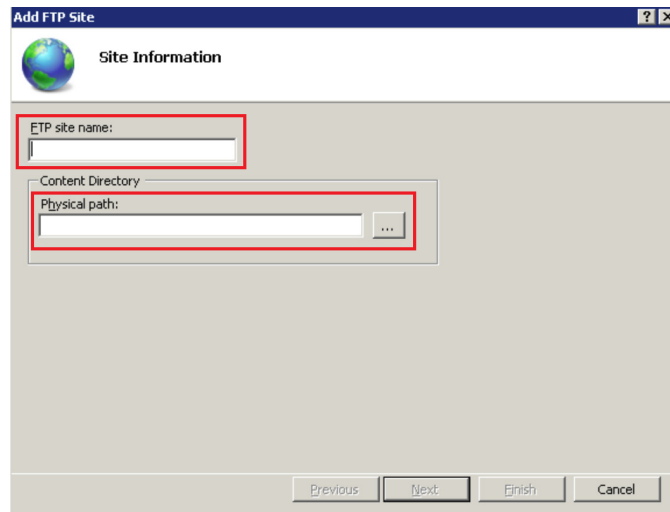 Add FTP Site
Site Information
FTP site name:
Content Directory
Physical path:
...
Previous Next Finish Cancel